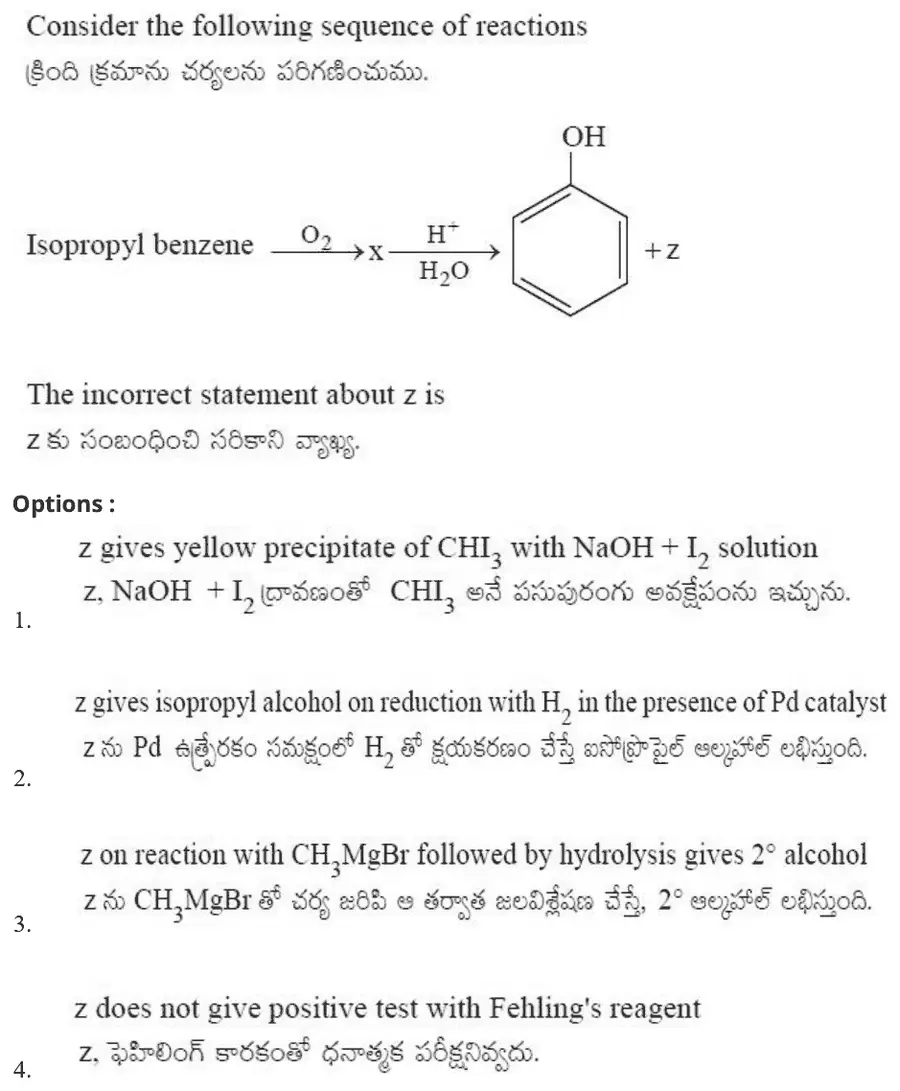 Consider the following sequence of reactions
క్రింది క్రమాను చర్యలను పరిగణించుము.
OH
Isopropyl benzene O₂ x H⁺ + z
H₂O
The incorrect statement about z is
z కు సంబంధించి సరికాని వ్యాఖ్య.
Options :
z gives yellow precipitate of CHI₃ with NaOH + I₂ solution
z, NaOH + I₂ ద్రావణంతో CHI₃ అనే పసుపురంగు అవక్షేపంను ఇచ్చును.
1.
z gives isopropyl alcohol on reduction with H₂ in the presence of Pd catalyst
z ను Pd ఉత్ప్రేరకం సమక్షంలో H₂ తో క్షయకరణం చేస్తే ఐసోప్రొపైల్ ఆల్కహాల్ లభిస్తుంది.
2.
z on reaction with CH₃MgBr followed by hydrolysis gives 2° alcohol
z ను CH₃MgBr తో చర్య జరిపి ఆ తర్వాత జలవిశ్లేషణ చేస్తే, 2° ఆల్కహాల్ లభిస్తుంది.
3.
z does not give positive test with Fehling's reagent
z, ఫెహిలింగ్ కారకంతో ధనాత్మక పరీక్షనివ్వదు.
4.